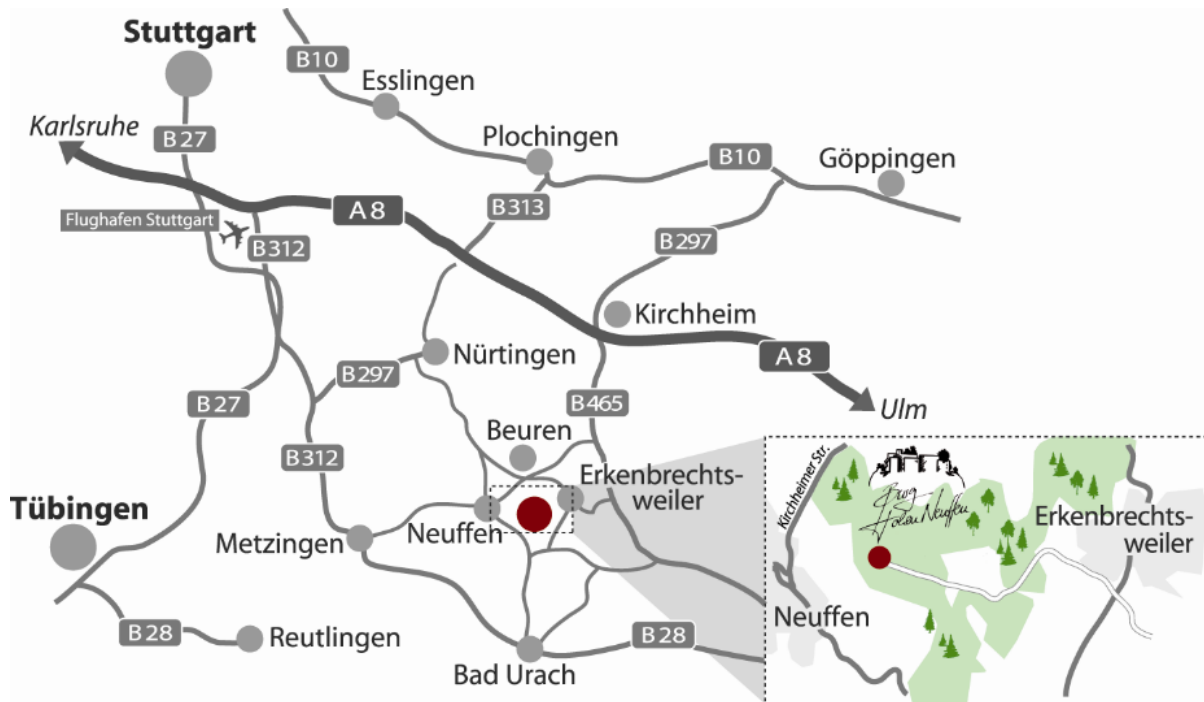 Stuttgart
B10
Esslingen
Karlsruhe
B27
Plochingen
B10
Göppingen
B313
A8
Flughafen Stuttgart
B312
B297
Kirchheim
Nürtingen
A8
B297
B27
B465
Ulm
Beuren
B312
Erkenbrechts-
weiler
Tübingen
Neuffen
Metzingen
B28
Reutlingen
Bad Urach
B28
Kirchheimer Str.
Burg
HohenNeuffen
Erkenbrechts-
weiler
Neuffen